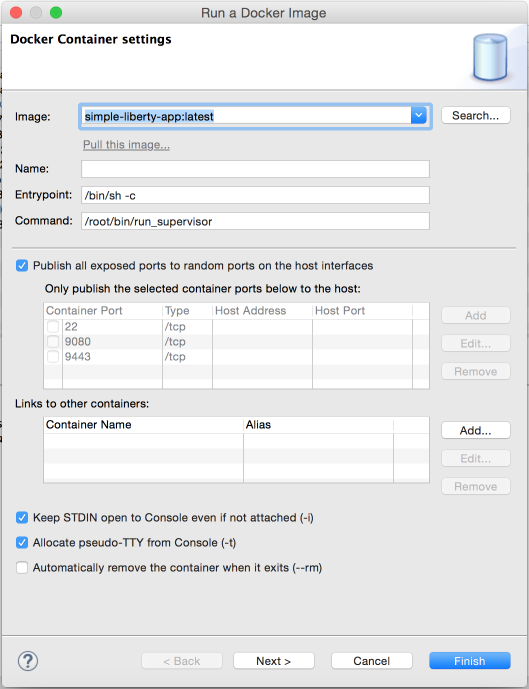 Run a Docker Image
Docker Container settings
Image: simple-liberty-app:latest Search...
Pull this image...
Name:
Entrypoint: /bin/sh -c
Command: /root/bin/run_supervisor
Publish all exposed ports to random ports on the host interfaces
Only publish the selected container ports below to the host:
Container Port Type Host Address Host Port Add
22 /tcp
9080 /tcp Edit...
9443 /tcp
Remove
Links to other containers:
Container Name Alias Add...
Edit...
Remove
Keep STDIN open to Console even if not attached (-i)
Allocate pseudo-TTY from Console (-t)
Automatically remove the container when it exits (--rm)
? < Back Next > Cancel Finish